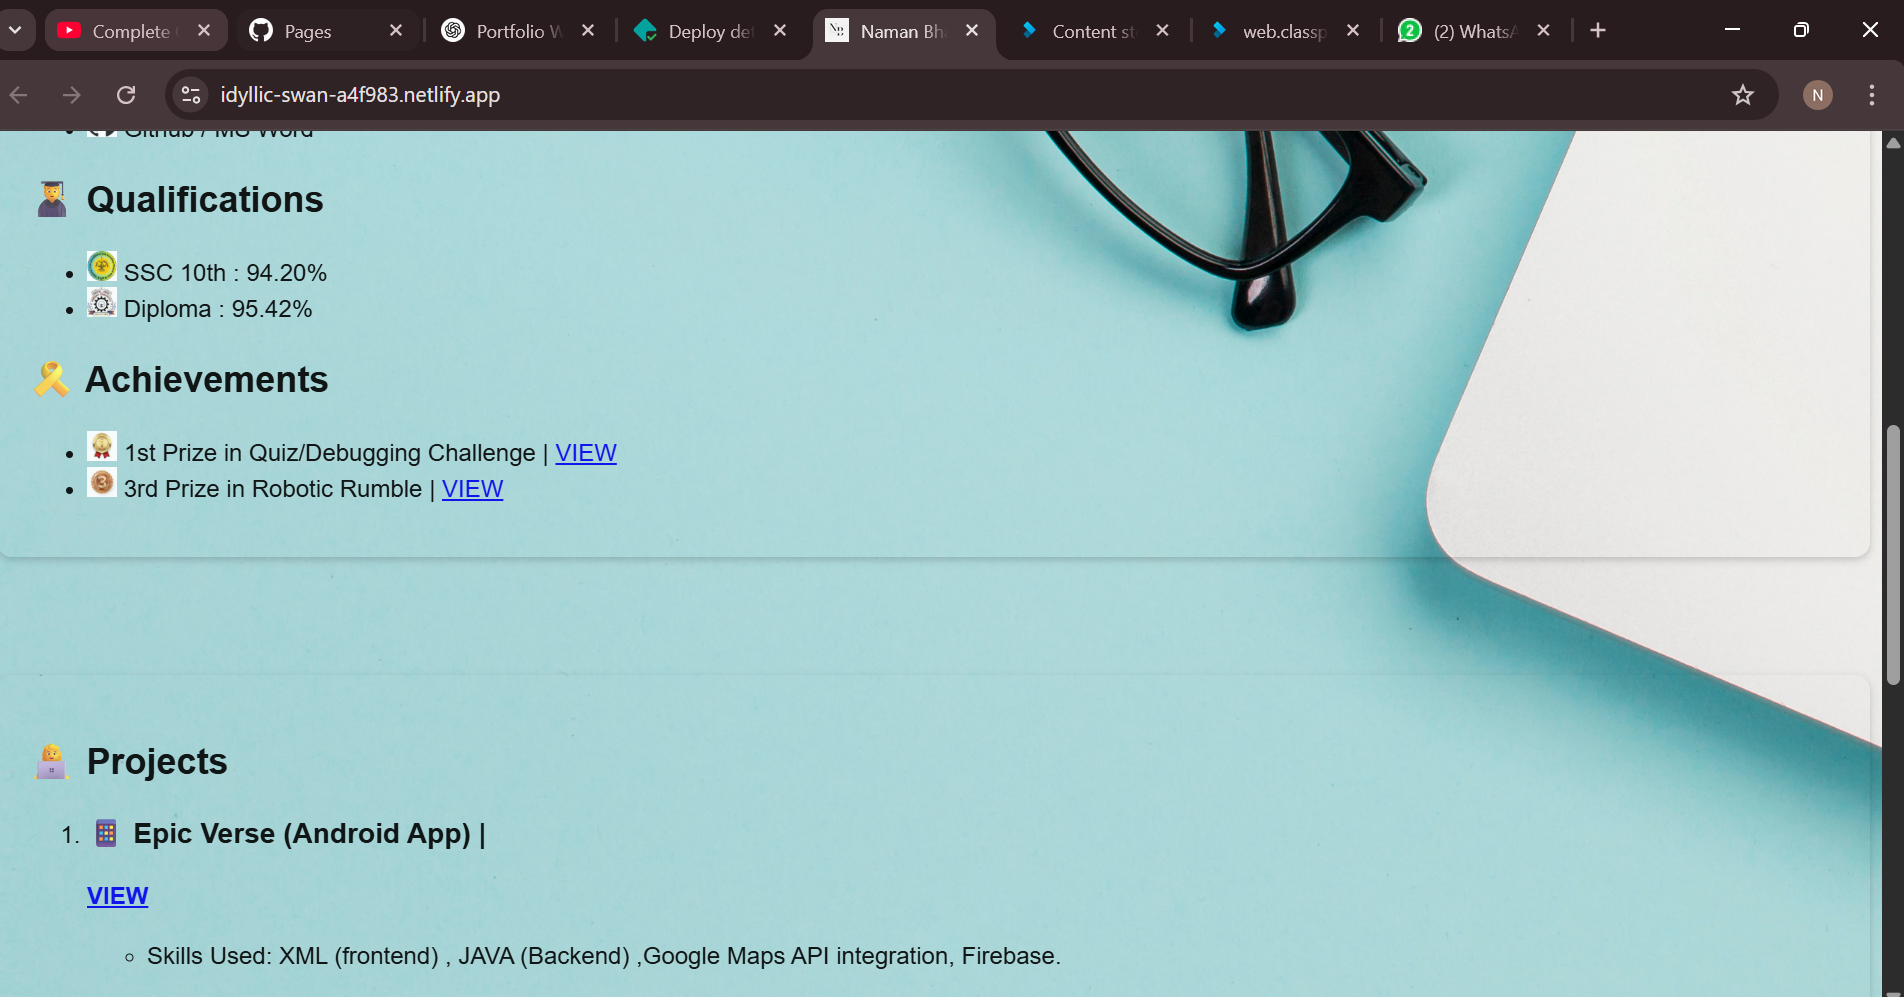 Complete
Pages
Portfolio W
Deploy de
Naman Bh
Content st
web.classp
(2) WhatsA
idyllic-swan-a4f983.netlify.app
N
Github / MS Word
Qualifications
SSC 10th : 94.20%
Diploma : 95.42%
Achievements
1st Prize in Quiz/Debugging Challenge | VIEW
3rd Prize in Robotic Rumble | VIEW
Projects
1. Epic Verse (Android App) |
VIEW
Skills Used: XML (frontend) , JAVA (Backend) ,Google Maps API integration, Firebase.